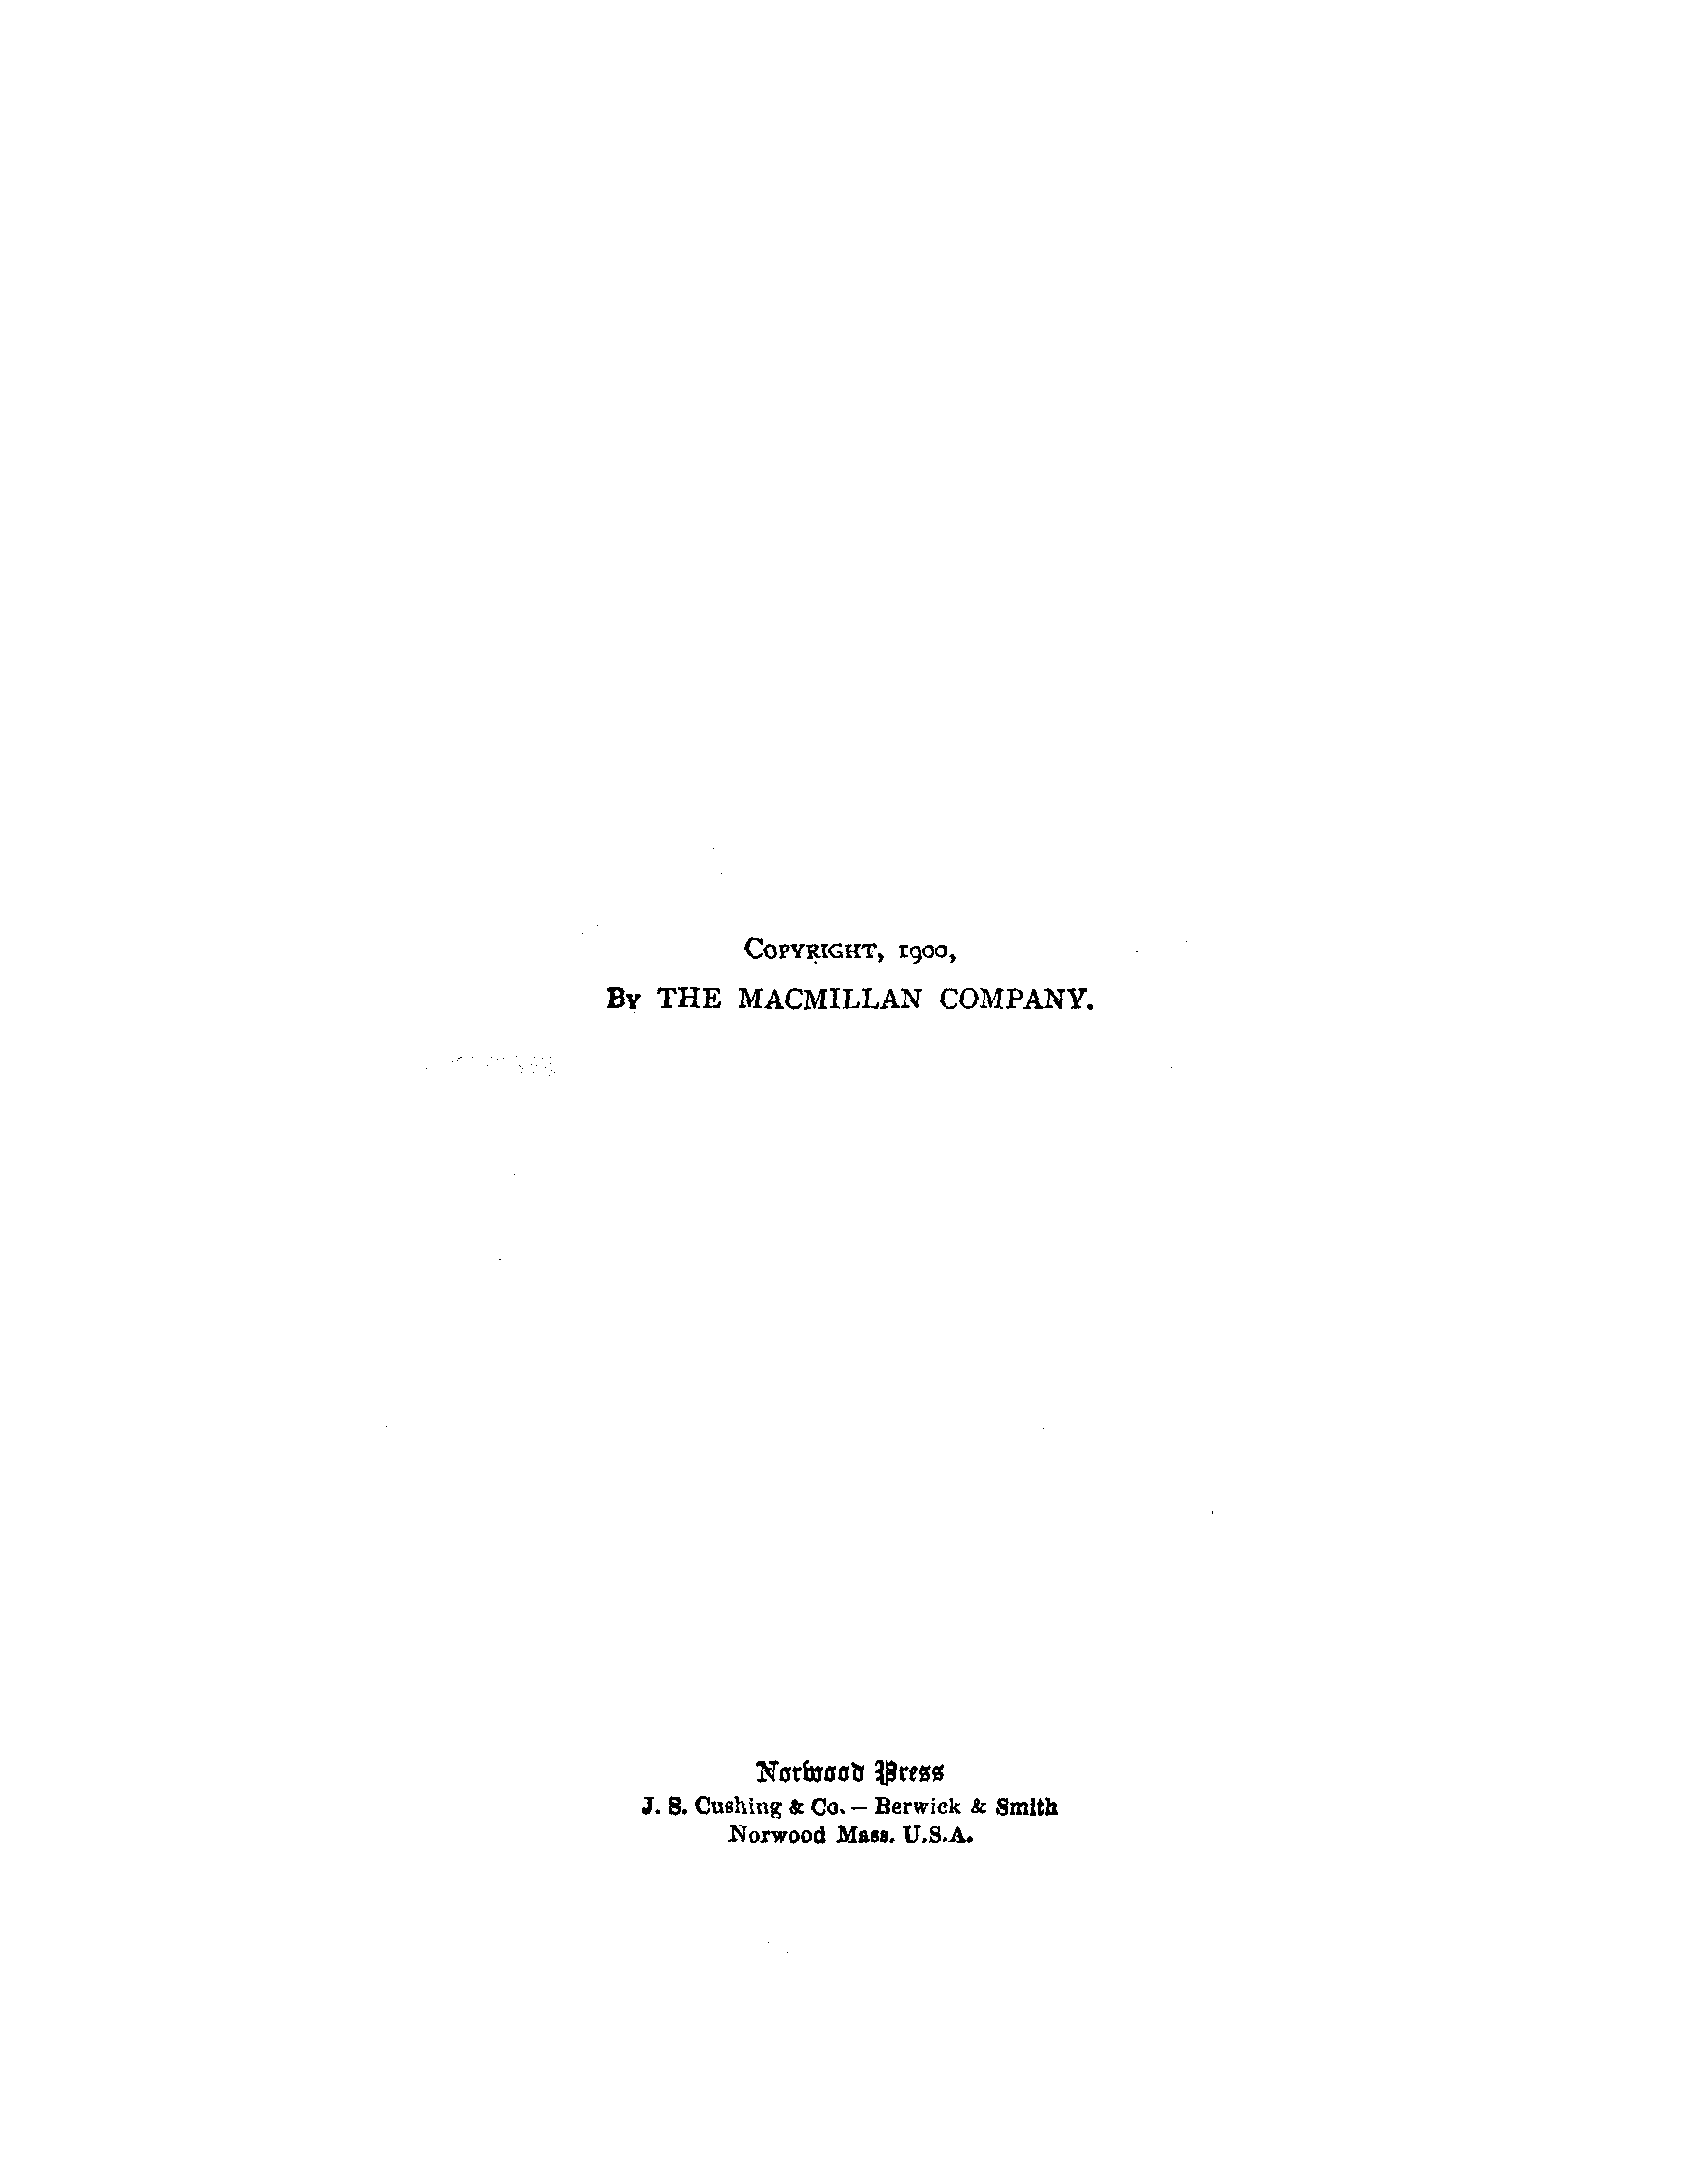 COPYRIGHT, 1900,
BY THE MACMILLAN COMPANY.
Norwood Press
J. S. Cushing & Co. — Berwick & Smith
Norwood Mass. U.S.A.